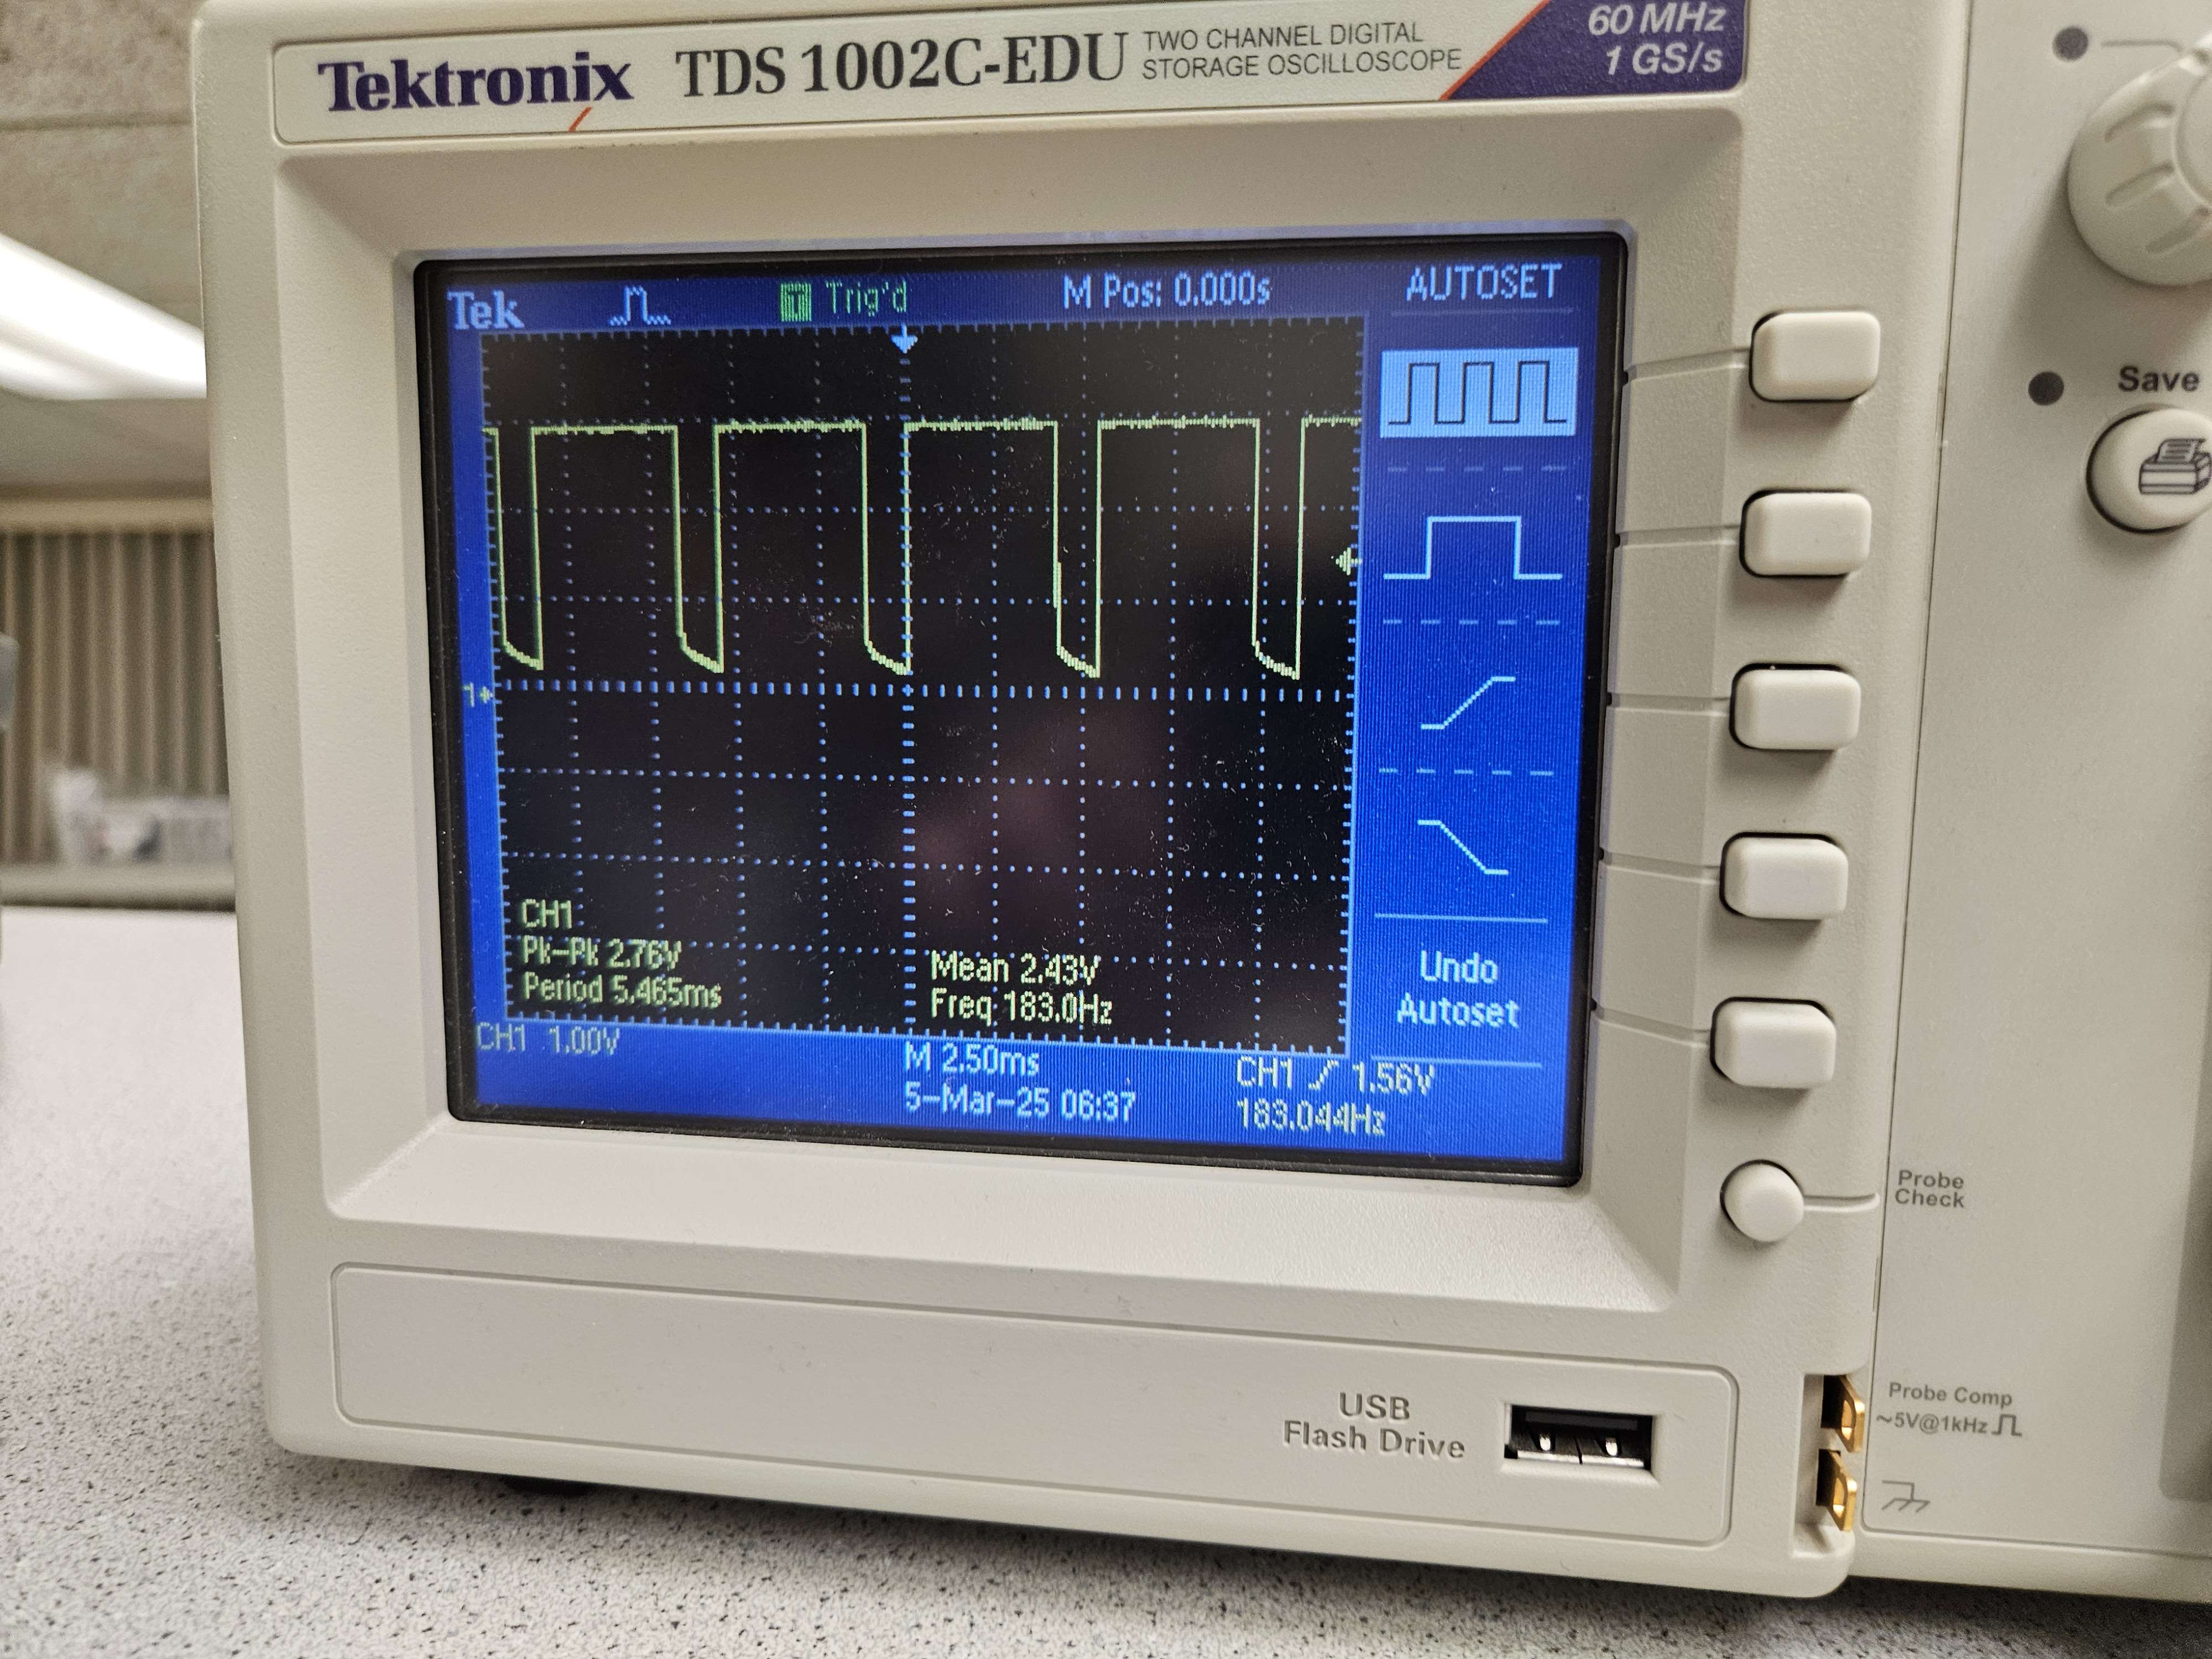 Tektronix TDS 1002C-EDU TWO CHANNEL DIGITAL
STORAGE OSCILLOSCOPE
60 MHz
1 GS/s
Tek Trig'd M Pos: 0.000s AUTOSET
Save
1
CH1
Pk-Pk 2.76V Mean 2.43V
Period 5.465ms Freq 183.0Hz
Undo
Autoset
CH1 1.00V M 2.50ms CH1 1.56V
5-Mar-25 06:37 183.044Hz
Probe
Check
USB
Flash Drive
Probe Comp
~5V@1kHz